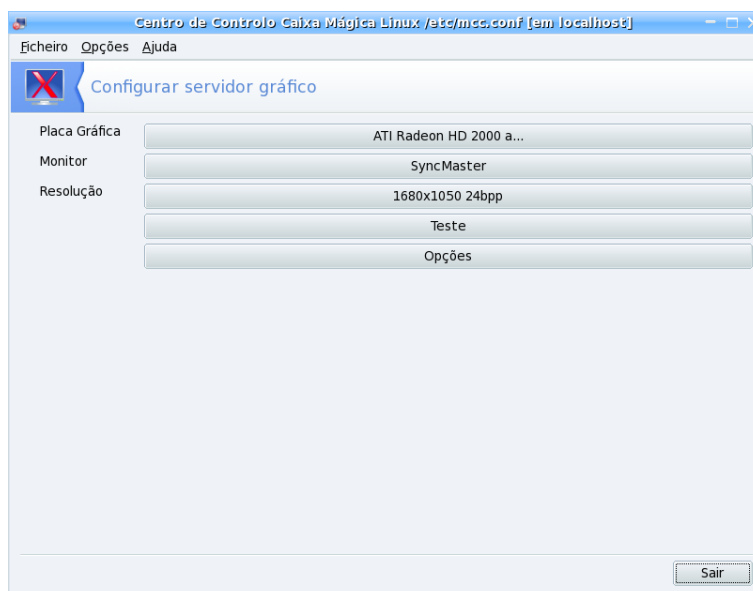 Centro de Controlo Caixa Mágica Linux /etc/mcc.conf [em localhost]
Ficheiro Opções Ajuda
Configurar servidor gráfico
Placa Gráfica ATI Radeon HD 2000 a...
Monitor SyncMaster
Resolução 1680x1050 24bpp
Teste
Opções
Sair